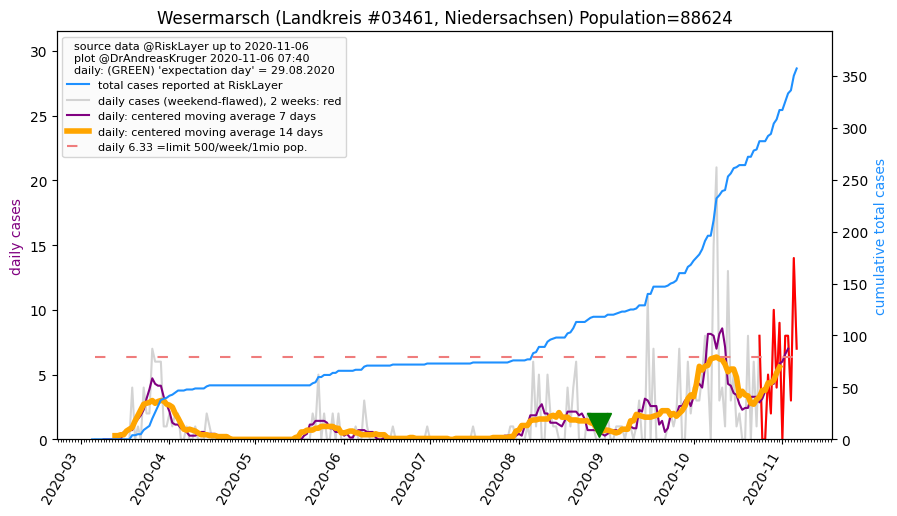 Wesermarsch (Landkreis #03461, Niedersachsen) Population=88624
source data @RiskLayer up to 2020-11-06
plot @DrAndreasKruger 2020-11-06 07:40
daily: (GREEN) 'expectation day' = 29.08.2020
total cases reported at RiskLayer
daily cases (weekend-flawed), 2 weeks: red
daily: centered moving average 7 days
daily: centered moving average 14 days
daily 6.33 =limit 500/week/1mio pop.
daily cases
30
25
20
15
10
5
0
cumulative total cases
350
300
250
200
150
100
50
0
2020-03
2020-04
2020-05
2020-06
2020-07
2020-08
2020-09
2020-10
2020-11